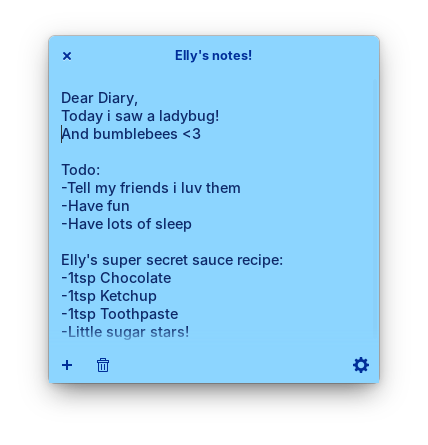 Elly's notes!
Dear Diary,
Today i saw a ladybug!
And bumblebees <3
Todo:
-Tell my friends i luv them
-Have fun
-Have lots of sleep
Elly's super secret sauce recipe:
-1tsp Chocolate
-1tsp Ketchup
-1tsp Toothpaste
-Little sugar stars!